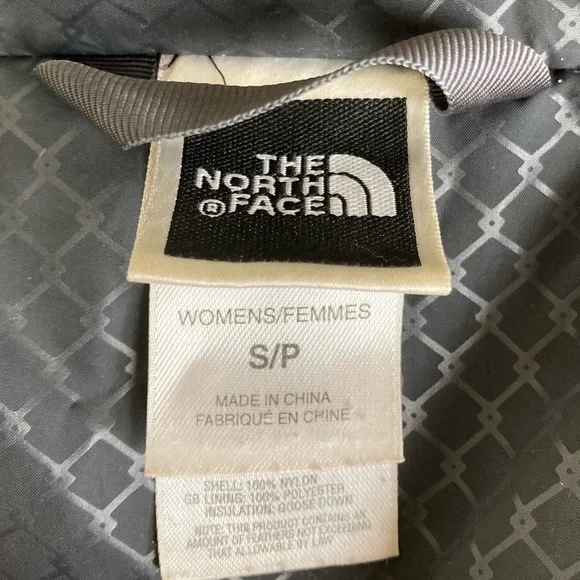 THE
NORTH
® FACE
WOMENS/FEMMES
S/P
MADE IN CHINA
FABRIQUÉ EN CHINE
SHELL: 100% NYLON
GB LINING: 100% POLYESTER
INSULATION: GOOSE DOWN
NOTE: THIS PRODUCT CONTAINS AN
AMOUNT OF FEATHERS NOT EXCEEDING
THAT ALLOWABLE BY LAW